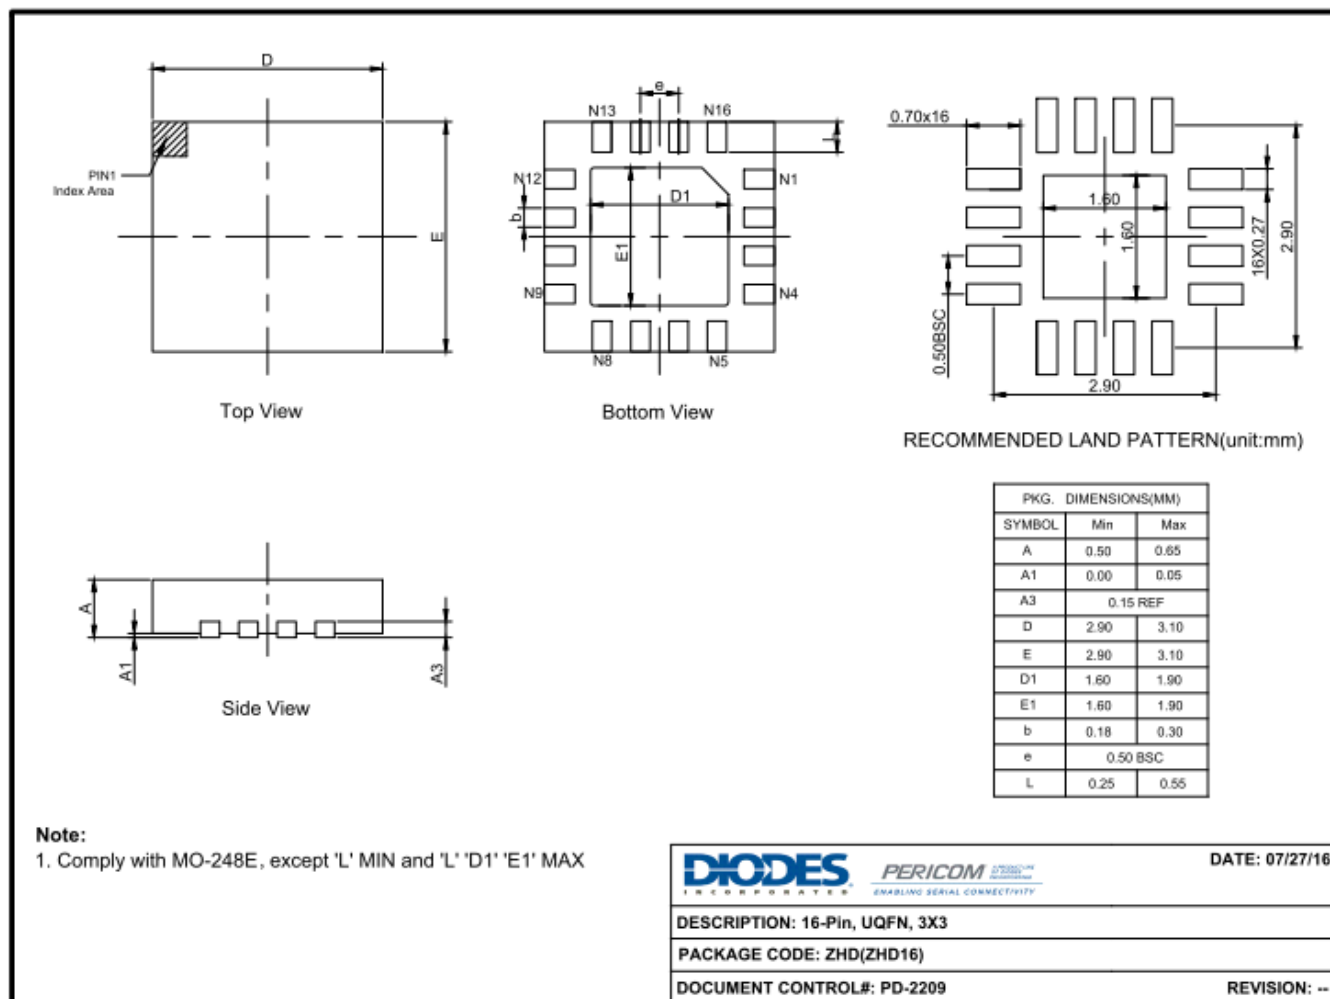 D
PIN1
Index Area
E
Top View
e
N13
N16
L
N12
N1
b
D1
E1
N9
N4
N8
N5
Bottom View
0.70x16
1.60
1.60
16X0.27
2.90
0.50BSC
2.90
RECOMMENDED LAND PATTERN(unit:mm)
A
A1
A3
Side View
PKG. DIMENSIONS(MM)
SYMBOL Min Max
A 0.50 0.65
A1 0.00 0.05
A3 0.15 REF
D 2.90 3.10
E 2.90 3.10
D1 1.60 1.90
E1 1.60 1.90
b 0.18 0.30
e 0.50 BSC
L 0.25 0.55
Note:
1. Comply with MO-248E, except 'L' MIN and 'L' 'D1' 'E1' MAX
DIODES
INCORPORATED
PERICOM
ENABLING SERIAL CONNECTIVITY
DATE: 07/27/16
DESCRIPTION: 16-Pin, UQFN, 3X3
PACKAGE CODE: ZHD(ZHD16)
DOCUMENT CONTROL#: PD-2209
REVISION: --